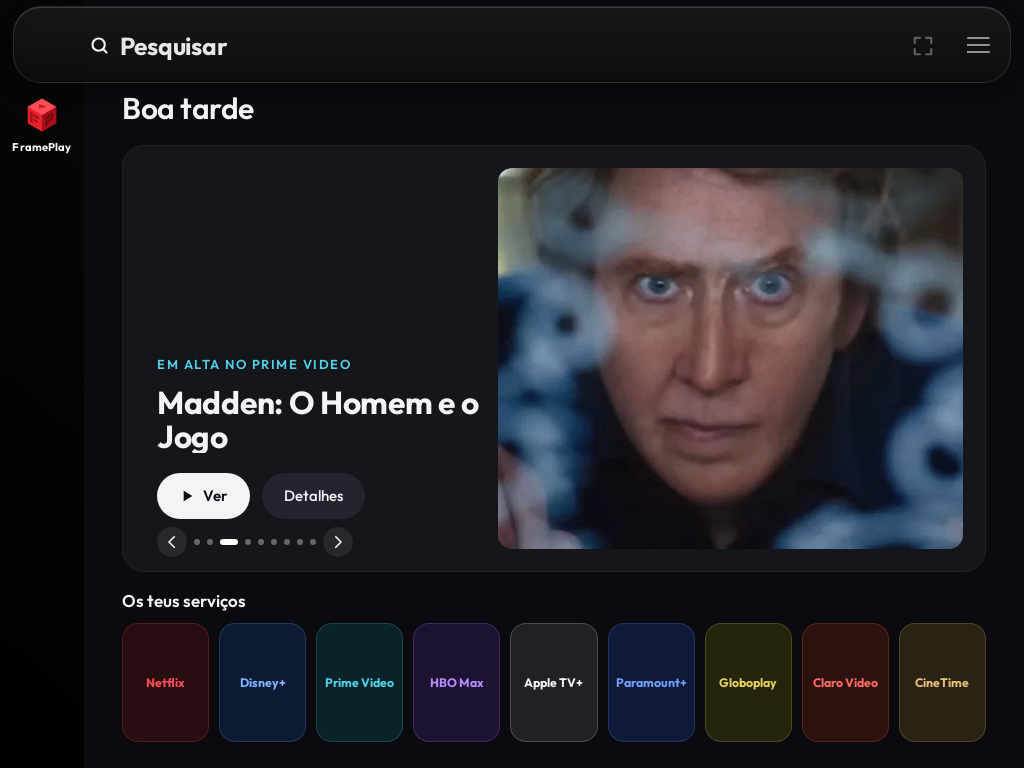 Pesquisar
FramePlay
Boa tarde
EM ALTA NO PRIME VIDEO
Madden: O Homem e o
Jogo
Ver
Detalhes
Os teus serviços
Netflix
Disney+
Prime Video
HBO Max
Apple TV+
Paramount+
Globoplay
Claro Video
CineTime